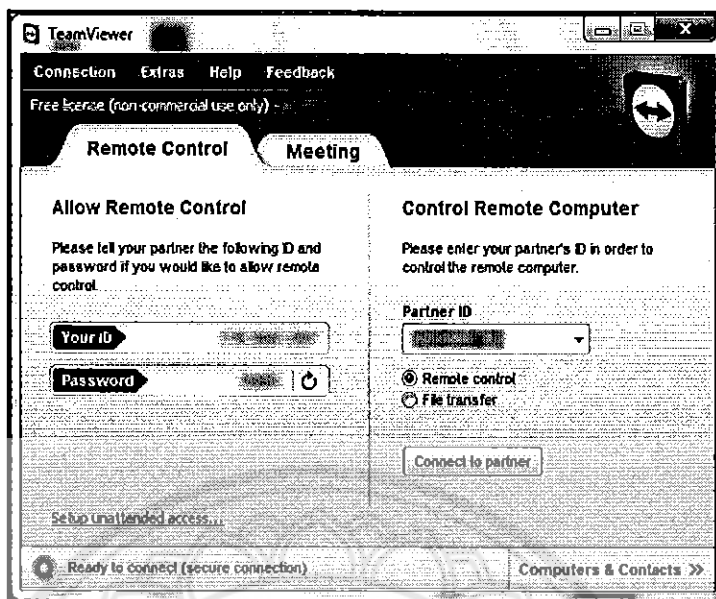 TeamViewer
Connection Extras Help Feedback
Free license (non-commercial use only) -
Remote Control
Meeting
Allow Remote Control
Please tell your partner the following ID and
password if you would like to allow remote
control.
Your ID
Password
Setup unattended access...
Control Remote Computer
Please enter your partner's ID in order to
control the remote computer.
Partner ID
Remote control
File transfer
Connect to partner
Ready to connect (secure connection)
Computers & Contacts >>